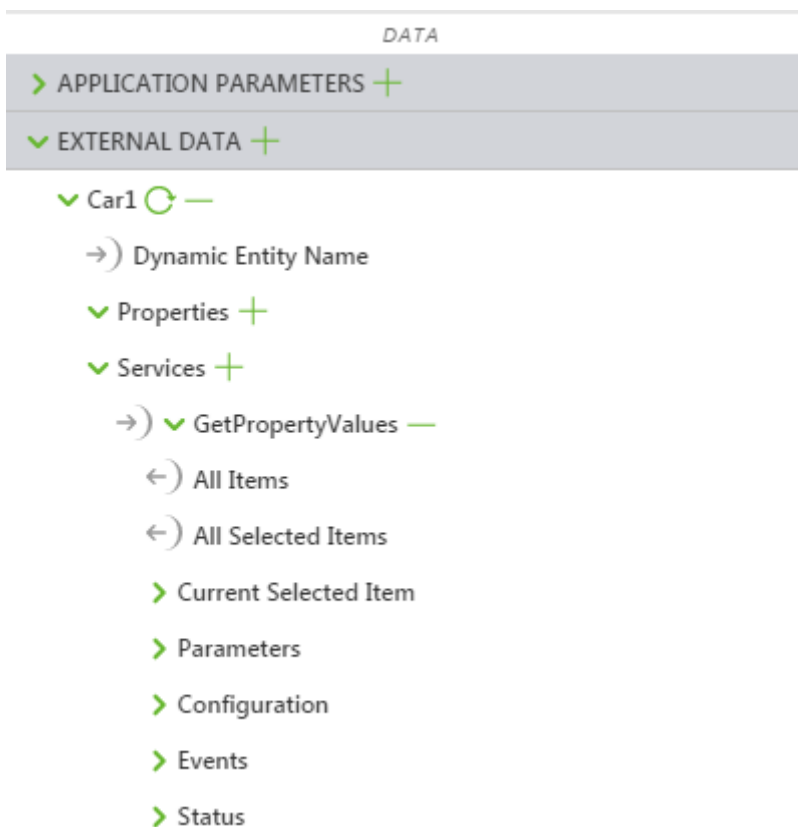 DATA
APPLICATION PARAMETERS
EXTERNAL DATA
Car1
Dynamic Entity Name
Properties
Services
GetPropertyValues
All Items
All Selected Items
Current Selected Item
Parameters
Configuration
Events
Status